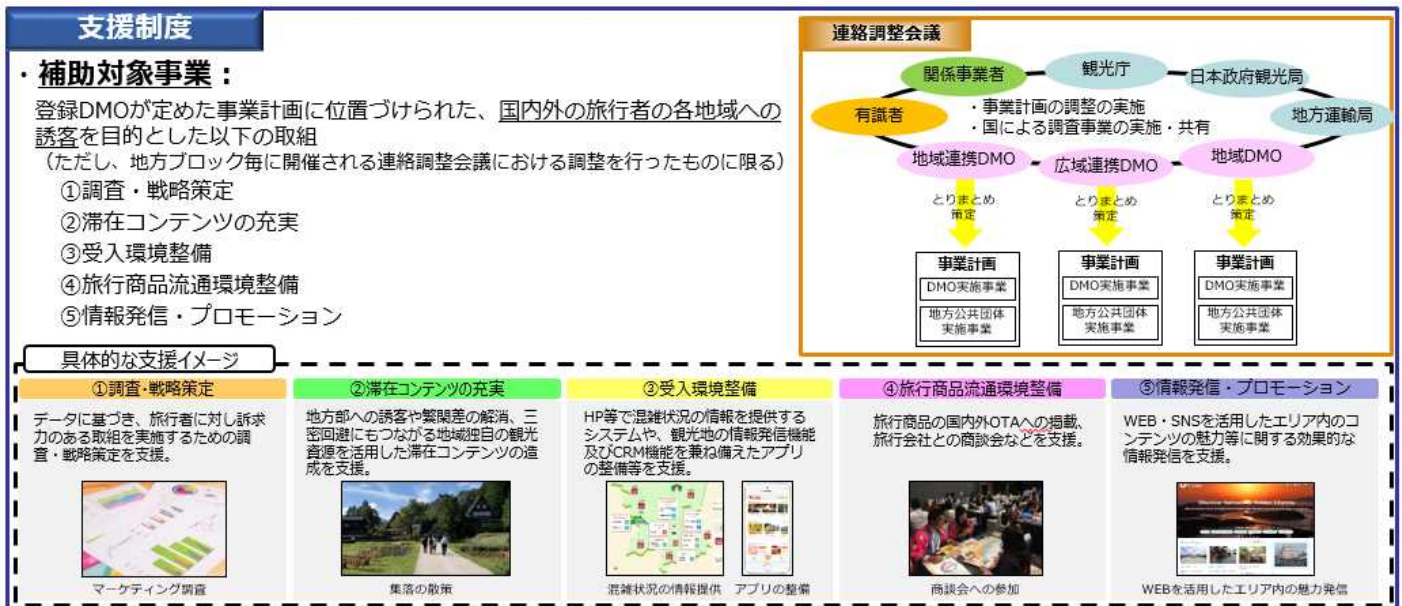 支援制度
・補助対象事業：
登録DMOが定めた事業計画に位置づけられた、国内外の旅行者の各地域への
誘客を目的とした以下の取組
（ただし、地方ブロック毎に開催される連絡調整会議における調整を行ったものに限る）
①調査・戦略策定
②滞在コンテンツの充実
③受入環境整備
④旅行商品流通環境整備
⑤情報発信・プロモーション
連絡調整会議
関係事業者
観光庁
日本政府観光局
有識者
・事業計画の調整の実施
・国による調査事業の実施・共有
地方運輸局
地域連携DMO
広域連携DMO
地域DMO
とりまとめ
策定
とりまとめ
策定
とりまとめ
策定
事業計画
DMO実施事業
地方公共団体
実施事業
事業計画
DMO実施事業
地方公共団体
実施事業
事業計画
DMO実施事業
地方公共団体
実施事業
具体的な支援イメージ
①調査・戦略策定
データに基づき、旅行者に対し訴求
力のある取組を実施するための調
査・戦略策定を支援。
マーケティング調査
②滞在コンテンツの充実
地方部への誘客や繁閑差の解消、三
密回避にもつながる地域独自の観光
資源を活用した滞在コンテンツの造
成を支援。
集落の散策
③受入環境整備
HP等で混雑状況の情報を提供する
システムや、観光地の情報発信機能
及びCRM機能を兼ね備えたアプリ
の整備等を支援。
混雑状況の情報提供
アプリの整備
④旅行商品流通環境整備
旅行商品の国内外OTAへの掲載、
旅行会社との商談会などを支援。
商談会への参加
⑤情報発信・プロモーション
WEB・SNSを活用したエリア内のコ
ンテンツの魅力等に関する効果的な
情報発信を支援。
WEBを活用したエリア内の魅力発信